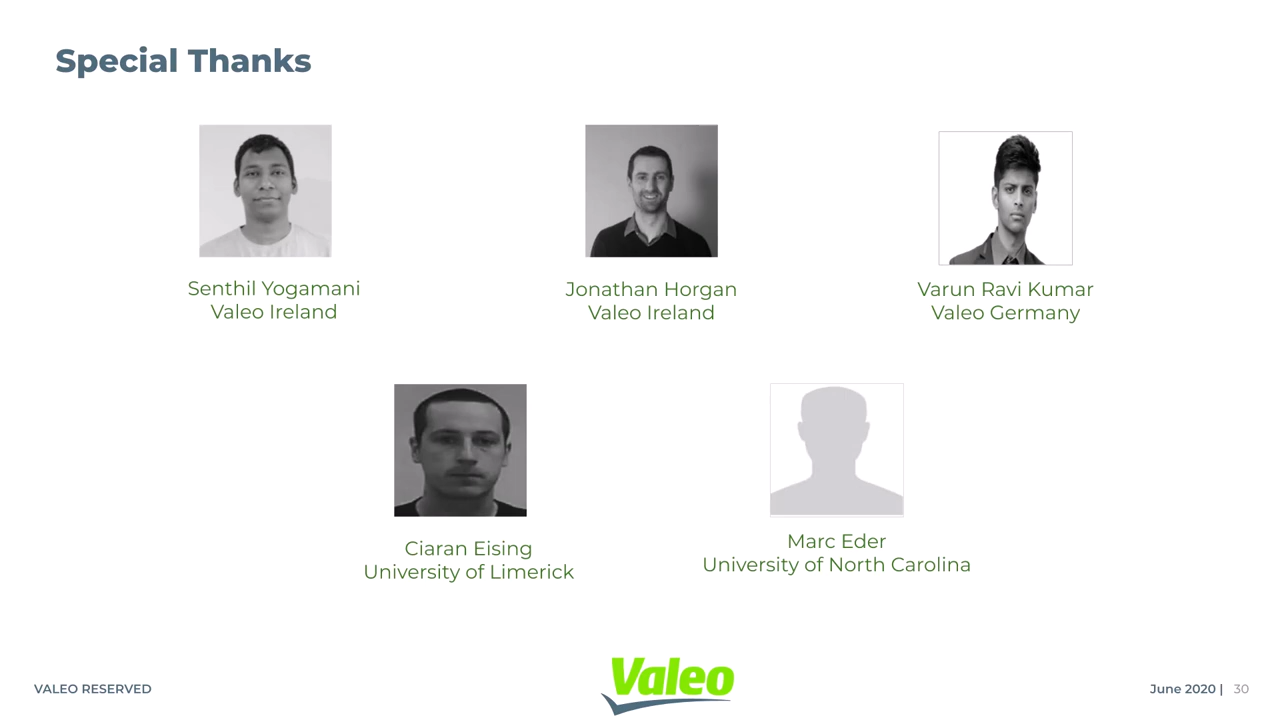 Special Thanks
Senthil Yogamani
Valeo Ireland
Jonathan Horgan
Valeo Ireland
Varun Ravi Kumar
Valeo Germany
Ciaran Eising
University of Limerick
Marc Eder
University of North Carolina
VALEO RESERVED
Valeo
June 2020 | 30